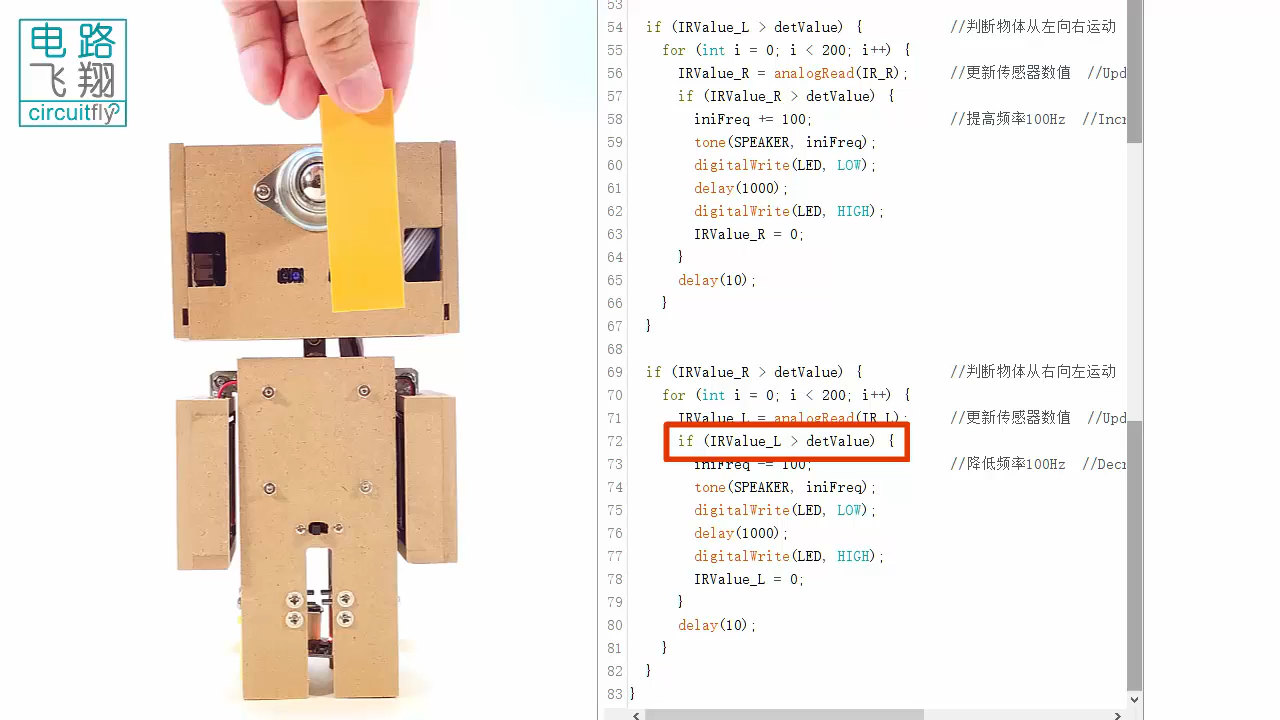 电路
飞翔
circuitfly
53
54 if (IRValue_L > detValue) { //判断物体从左向右运动
55 for (int i = 0; i < 200; i++) {
56 IRValue_R = analogRead(IR_R); //更新传感器数值 //Upd
57 if (IRValue_R > detValue) {
58 iniFreq += 100; //提高频率100Hz //Incr
59 tone(SPEAKER, iniFreq);
60 digitalWrite(LED, LOW);
61 delay(1000);
62 digitalWrite(LED, HIGH);
63 IRValue_R = 0;
64 }
65 delay(10);
66 }
67 }
68
69 if (IRValue_R > detValue) { //判断物体从右向左运动
70 for (int i = 0; i < 200; i++) {
71 IRValue_L = analogRead(IR_L); //更新传感器数值 //Upd
72 if (IRValue_L > detValue) {
73 iniFreq -= 100; //降低频率100Hz //Decr
74 tone(SPEAKER, iniFreq);
75 digitalWrite(LED, LOW);
76 delay(1000);
77 digitalWrite(LED, HIGH);
78 IRValue_L = 0;
79 }
80 delay(10);
81 }
82 }
83 }